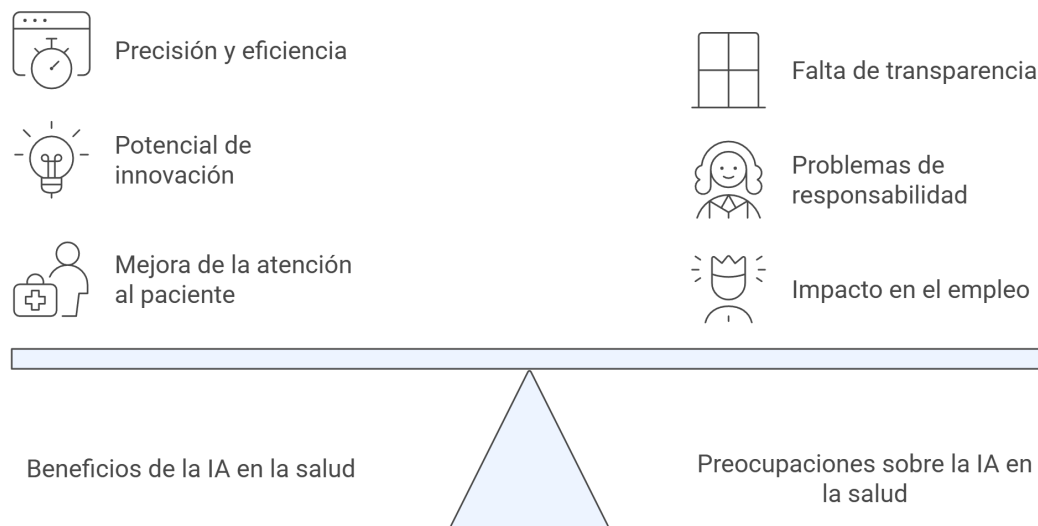 Precisión y eficiencia
Potencial de
innovación
Mejora de la atención
al paciente
Falta de transparencia
Problemas de
responsabilidad
Impacto en el empleo
Beneficios de la IA en la salud
Preocupaciones sobre la IA en
la salud